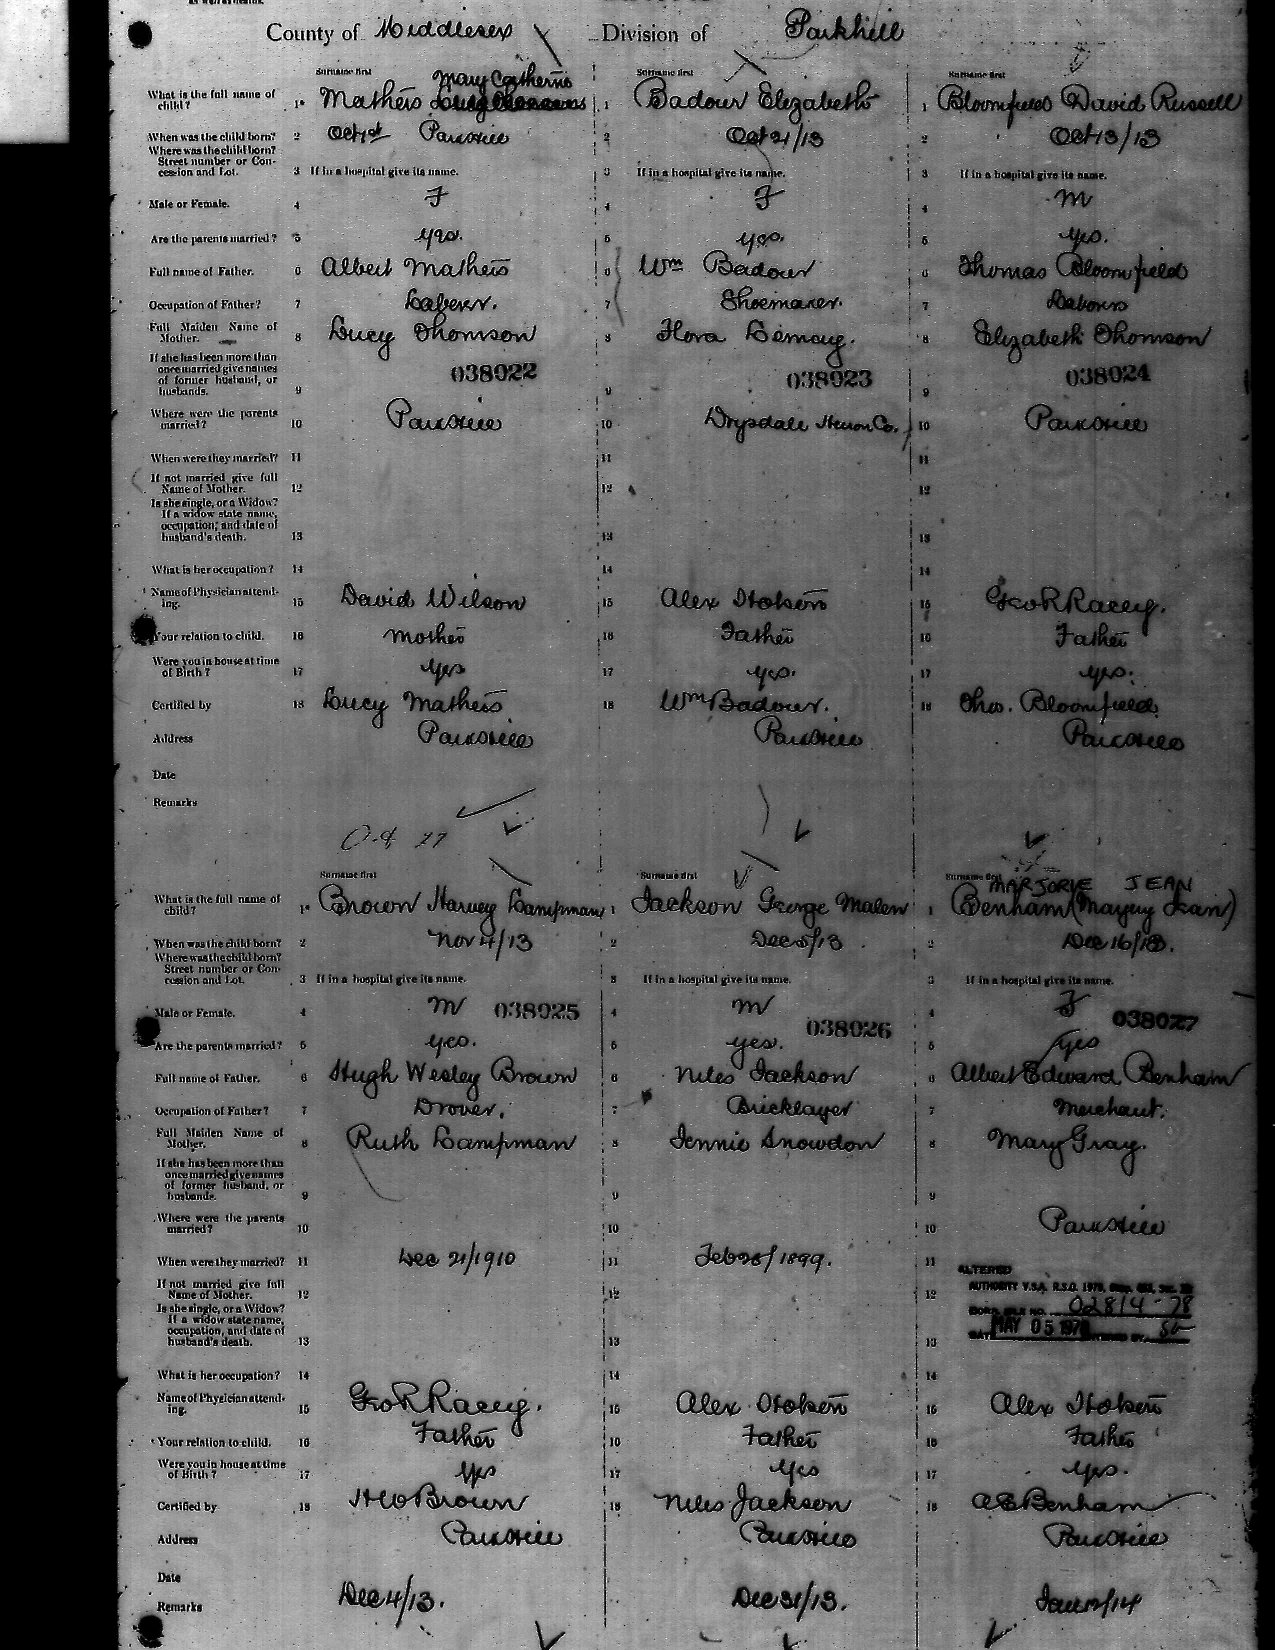 County of Middlesex Division of Parkhill
Surname first Surname first Surname first
Mary Catherine
What is the full name of child? 1 Mathers 1 Badour Elizabeth 1 Bloomfield David Russell
When was the child born? 2 Oct 1st Parkhill 2 Oct 21/13 2 Oct 13/13
Where was the child born?
Street number or Concession and Lot. 3 If in a hospital give its name. 3 If in a hospital give its name. 3 If in a hospital give its name.
Male or Female. 4 F 4 F 4 M
Are the parents married? 5 yes. 5 yes. 5 yes.
Full name of Father. 6 Albert Mathers 6 Wm Badour 6 Thomas Bloomfield
Occupation of Father? 7 Laborer. 7 Shoemaker. 7 Laborer
Full Maiden Name of Mother. 8 Lucy Thomson 8 Flora 8 Elizabeth Thomson
If she has been more than once married give names of former husband, or husbands. 9 038022 9 038023 9 038024
Where were the parents married? 10 Parkhill 10 Drysdale Huron Co. 10 Parkhill
When were they married? 11 11 11
If not married give full Name of Mother. 12 12 12
Is she single, or a Widow? If a widow state name, occupation, and date of husband's death. 13 13 13
What is her occupation? 14 14 14
Name of Physician attending. 15 David Wilson 15 Alex 15 Geo R Racey.
Your relation to child. 16 Mother 16 Father 16 Father
Were you in house at time of Birth? 17 yes 17 yes. 17 yes.
Certified by 18 Lucy Mathers 18 Wm Badour. 18 Thos. Bloomfield
Address Parkhill Parkhill Parkhill
Date
Remarks
Surname first Surname first Surname first
MARJORIE JEAN
What is the full name of child? 1 Brown Harvey Lampman 1 Jackson George Malen 1 Benham (Majery Jean)
When was the child born? 2 Nov 4/13 2 Dec 5/13 2 Dec 16/13.
Where was the child born?
Street number or Concession and Lot. 3 If in a hospital give its name. 3 If in a hospital give its name. 3 If in a hospital give its name.
Male or Female. 4 M 038025 4 M 038026 4 F 038027
Are the parents married? 5 yes. 5 yes. 5 yes
Full name of Father. 6 Hugh Wesley Brown 6 Niles Jackson 6 Albert Edward Benham
Occupation of Father? 7 Drover. 7 Bricklayer 7 Merchant.
Full Maiden Name of Mother. 8 Ruth Lampman 8 Jennie Snowdon 8 Mary Gray.
If she has been more than once married give names of former husband, or husbands. 9 9 9
Where were the parents married? 10 10 10 Parkhill
When were they married? 11 Dec 21/1910 11 Feb 28/1899. 11
ALTERED
If not married give full Name of Mother. 12 12 12 AUTHORITY V.S.A. R.S.O. 1970,
02814-78
Is she single, or a Widow? If a widow state name, occupation, and date of husband's death. 13 13 13 MAY 05 1978
What is her occupation? 14 14 14
Name of Physician attending. 15 Geo R Racey. 15 Alex 15 Alex
Your relation to child. 16 Father 16 Father 16 Father
Were you in house at time of Birth? 17 yes 17 yes 17 yes.
Certified by 18 H W Brown 18 Niles Jackson 18 A E Benham
Address Parkhill Parkhill Parkhill
Date
Remarks Dec 4/13. Dec 31/13. Jan 12/14